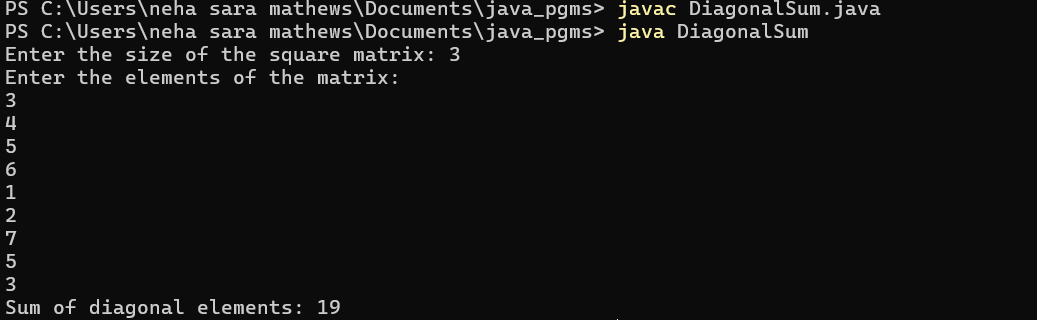 PS C:\Users\neha sara mathews\Documents\java_pgms> javac DiagonalSum.java
PS C:\Users\neha sara mathews\Documents\java_pgms> java DiagonalSum
Enter the size of the square matrix: 3
Enter the elements of the matrix:
3
4
5
6
1
2
7
5
3
Sum of diagonal elements: 19